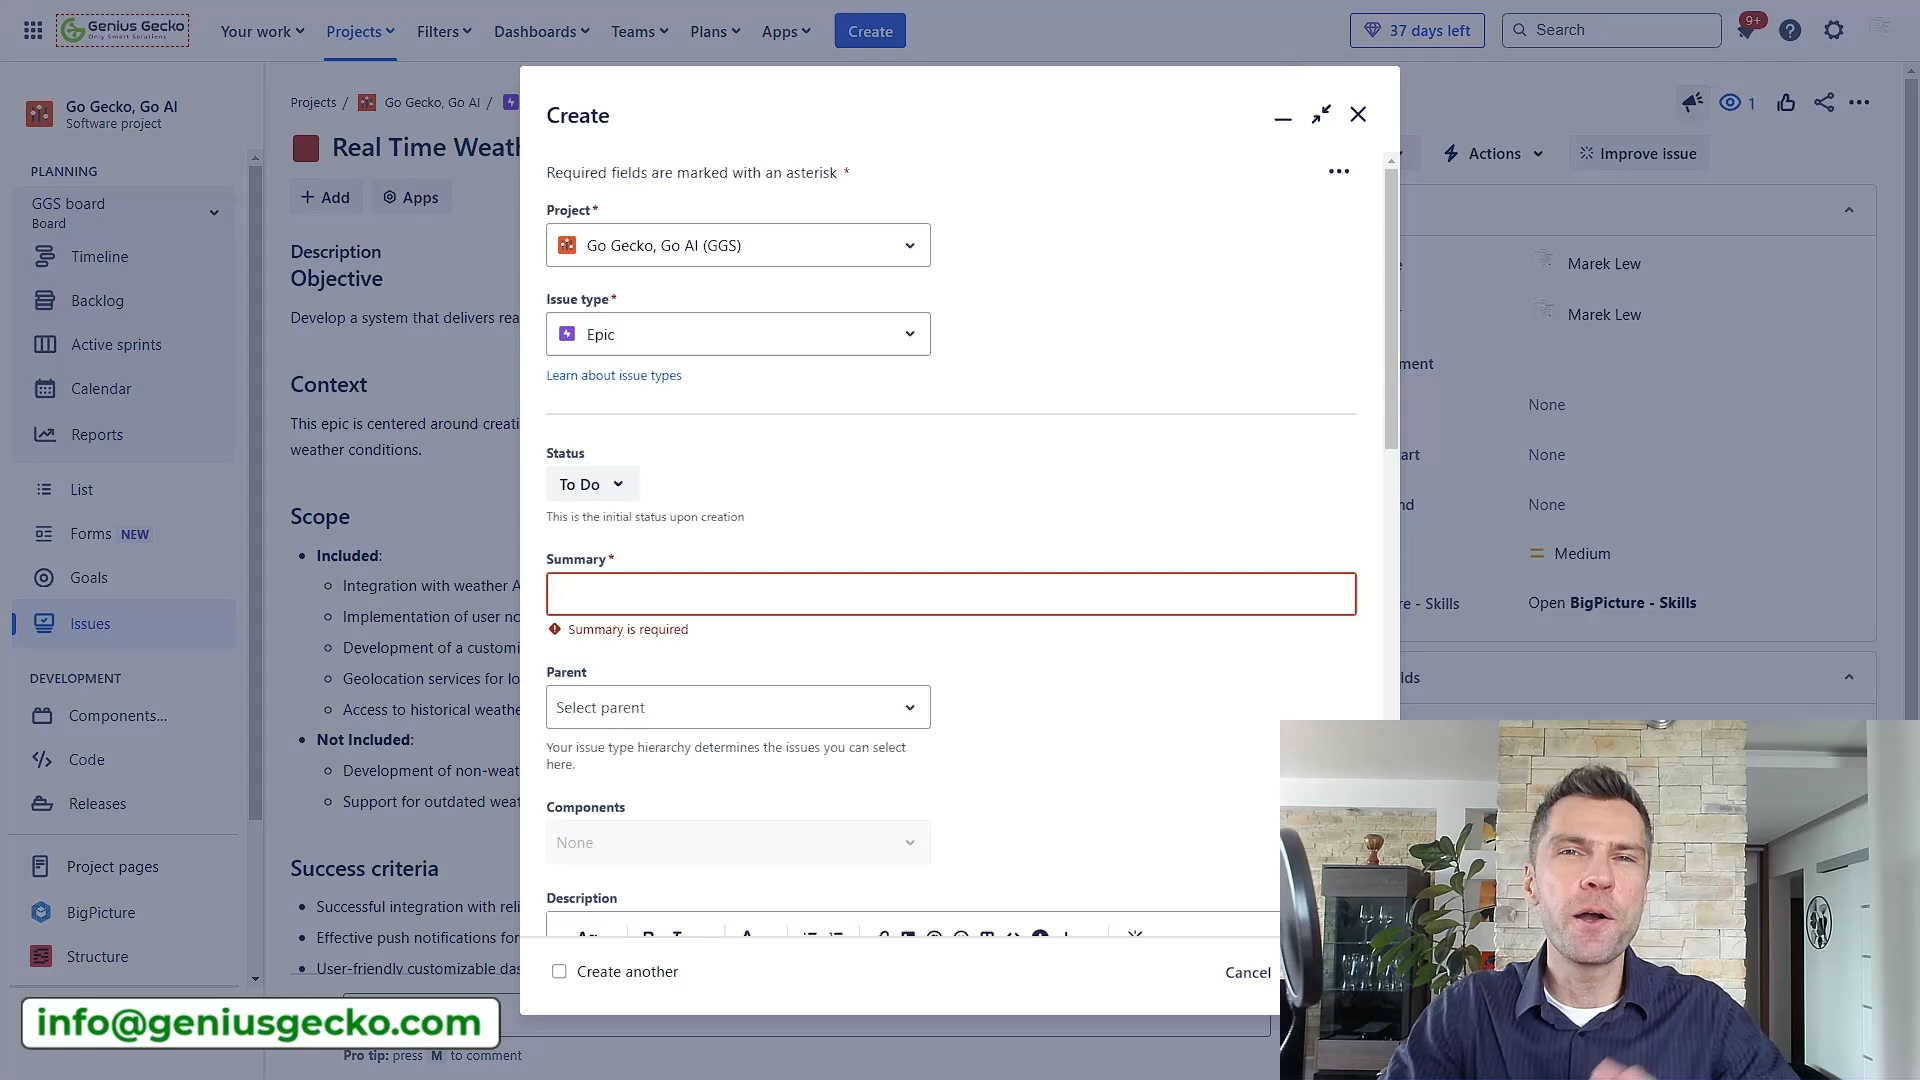 Genius Gecko
Only Smart Solutions
Your work
Projects
Filters
Dashboards
Teams
Plans
Apps
Create
37 days left
Search
9+
Go Gecko, Go AI
Software project
PLANNING
GGS board
Board
Timeline
Backlog
Active sprints
Calendar
Reports
List
Forms NEW
Goals
Issues
DEVELOPMENT
Components...
Code
Releases
Project pages
BigPicture
Structure
Projects / Go Gecko, Go AI /
Real Time Weath
+ Add
Apps
Description
Objective
Develop a system that delivers rea
Context
This epic is centered around creati
weather conditions.
Scope
Included:
Integration with weather A
Implementation of user no
Development of a customi
Geolocation services for lo
Access to historical weathe
Not Included:
Development of non-weat
Support for outdated weat
Success criteria
Successful integration with reli
Effective push notifications for
User-friendly customizable das
Pro tip: press M to comment
Create
Required fields are marked with an asterisk *
Project*
Go Gecko, Go AI (GGS)
Issue type*
Epic
Learn about issue types
Status
To Do
This is the initial status upon creation
Summary*
Summary is required
Parent
Select parent
Your issue type hierarchy determines the issues you can select
here.
Components
None
Description
Create another
Cancel
1
Actions
Improve issue
Marek Lew
Marek Lew
ment
None
art
None
nd
None
Medium
re - Skills
Open BigPicture - Skills
lds
info@geniusgecko.com